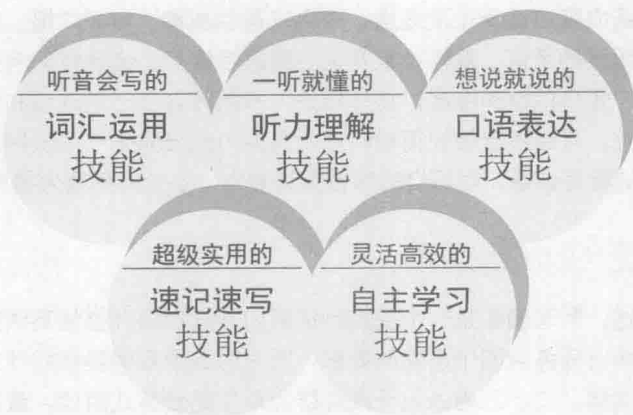 听音会写的
词汇运用
技能
一听就懂的
听力理解
技能
想说就说的
口语表达
技能
超级实用的
速记速写
技能
灵活高效的
自主学习
技能